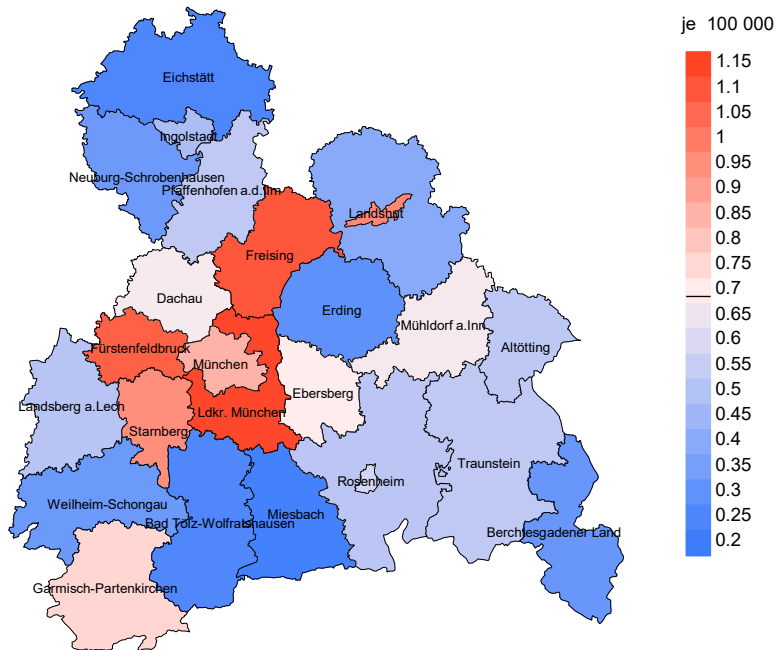 je 100 000
Eichstätt
Ingolstadt
Neuburg-Schrobenhausen
Pfaffenhofen a.d.Ilm
Landshut
Freising
Dachau
Erding
Mühldorf a.Inn
Altötting
Fürstenfeldbruck
München
Ebersberg
Landsberg a.Lech
Ldkr. München
Starnberg
Traunstein
Rosenheim
Weilheim-Schongau
Miesbach
Bad Tölz-Wolfratshausen
Berchtesgadener Land
Garmisch-Partenkirchen
1.15
1.1
1.05
1
0.95
0.9
0.85
0.8
0.75
0.7
0.65
0.6
0.55
0.5
0.45
0.4
0.35
0.3
0.25
0.2